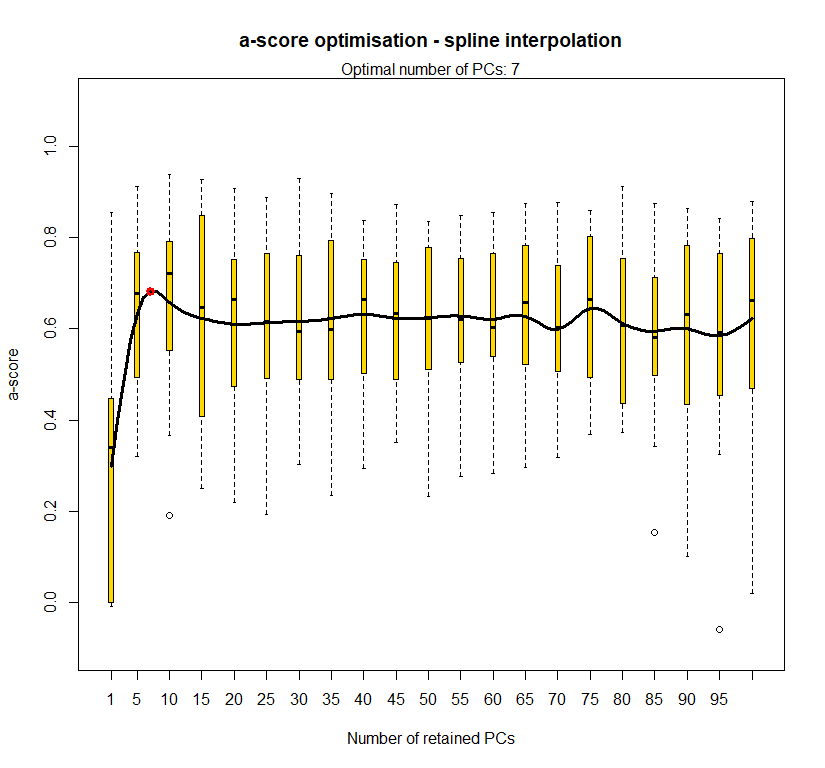 a-score optimisation - spline interpolation
Optimal number of PCs: 7
a-score
1.0
0.8
0.6
0.4
0.2
0.0
1 5 10 15 20 25 30 35 40 45 50 55 60 65 70 75 80 85 90 95
Number of retained PCs